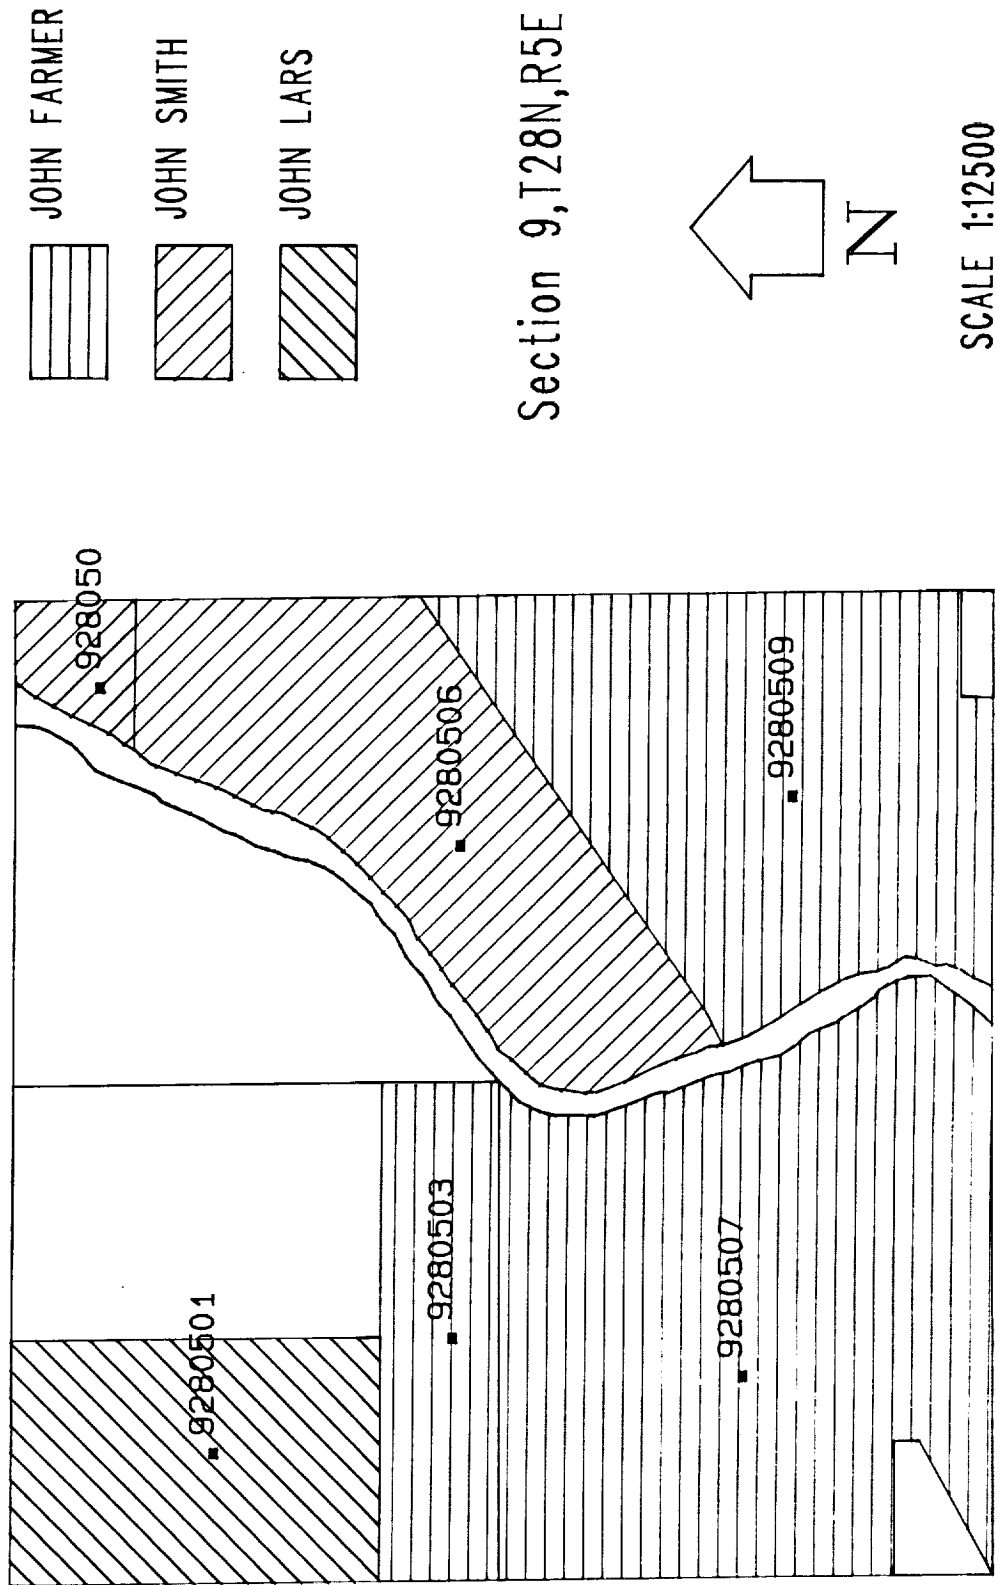 JOHN FARMER
JOHN SMITH
JOHN LARS
Section 9,T28N,R5E
N
SCALE 1:12500
928050
9280506
9280509
9280503
9280501
9280507